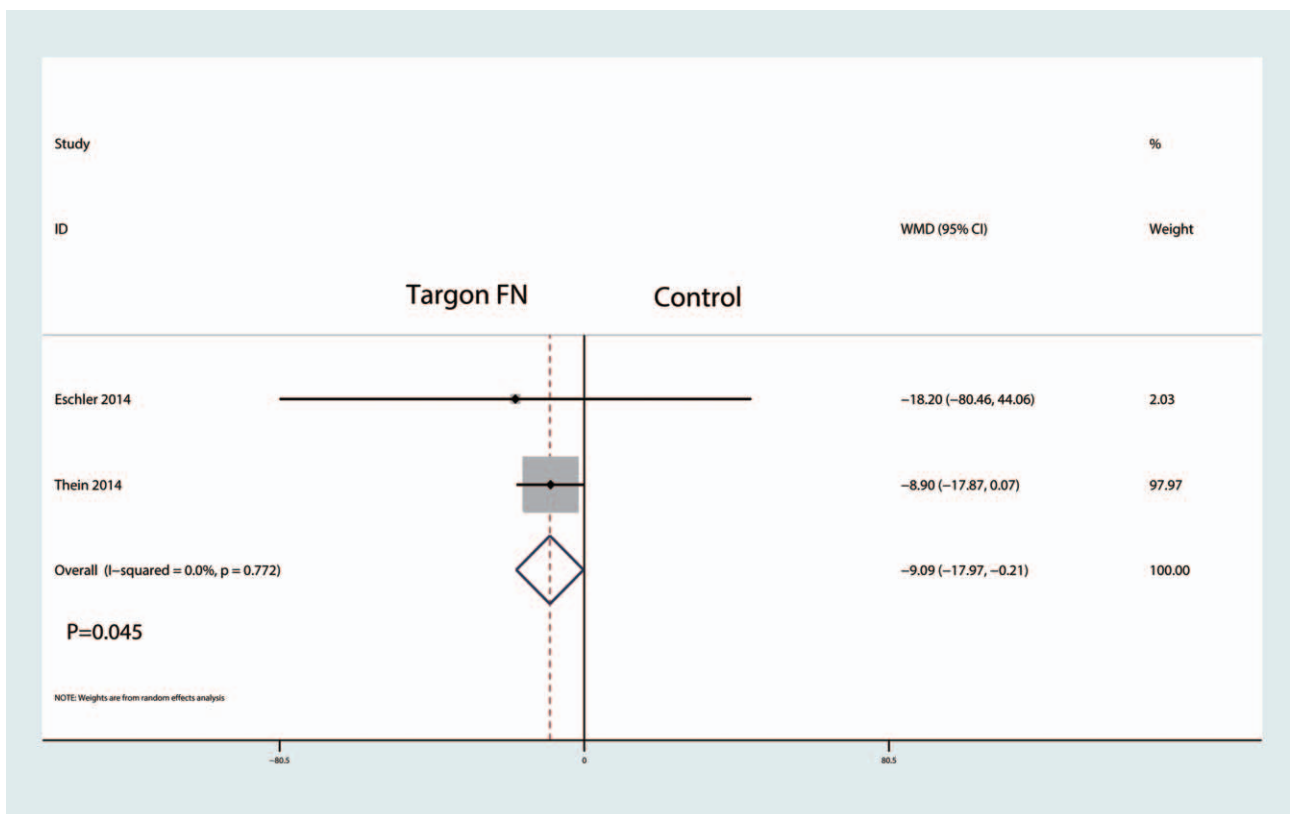 Study %
ID WMD (95% CI) Weight
Targon FN Control
Eschler 2014 −18.20 (−80.46, 44.06) 2.03
Thein 2014 −8.90 (−17.87, 0.07) 97.97
Overall (I−squared = 0.0%, p = 0.772) −9.09 (−17.97, −0.21) 100.00
P=0.045
NOTE: Weights are from random effects analysis
−80.5 0 80.5